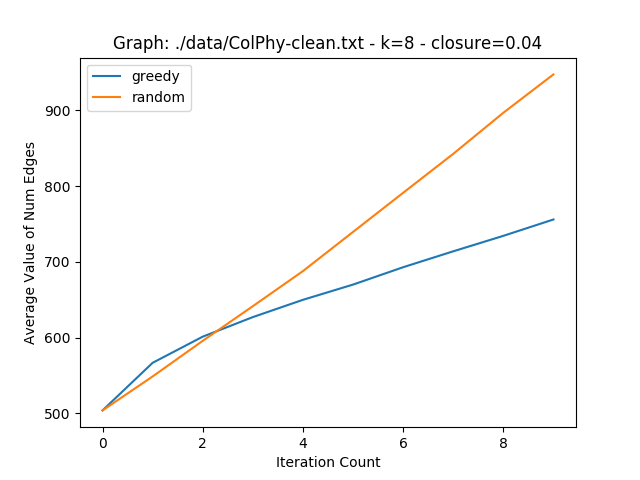 Graph: ./data/ColPhy-clean.txt - k=8 - closure=0.04
greedy
random
900
800
700
600
500
Average Value of Num Edges
0 2 4 6 8
Iteration Count